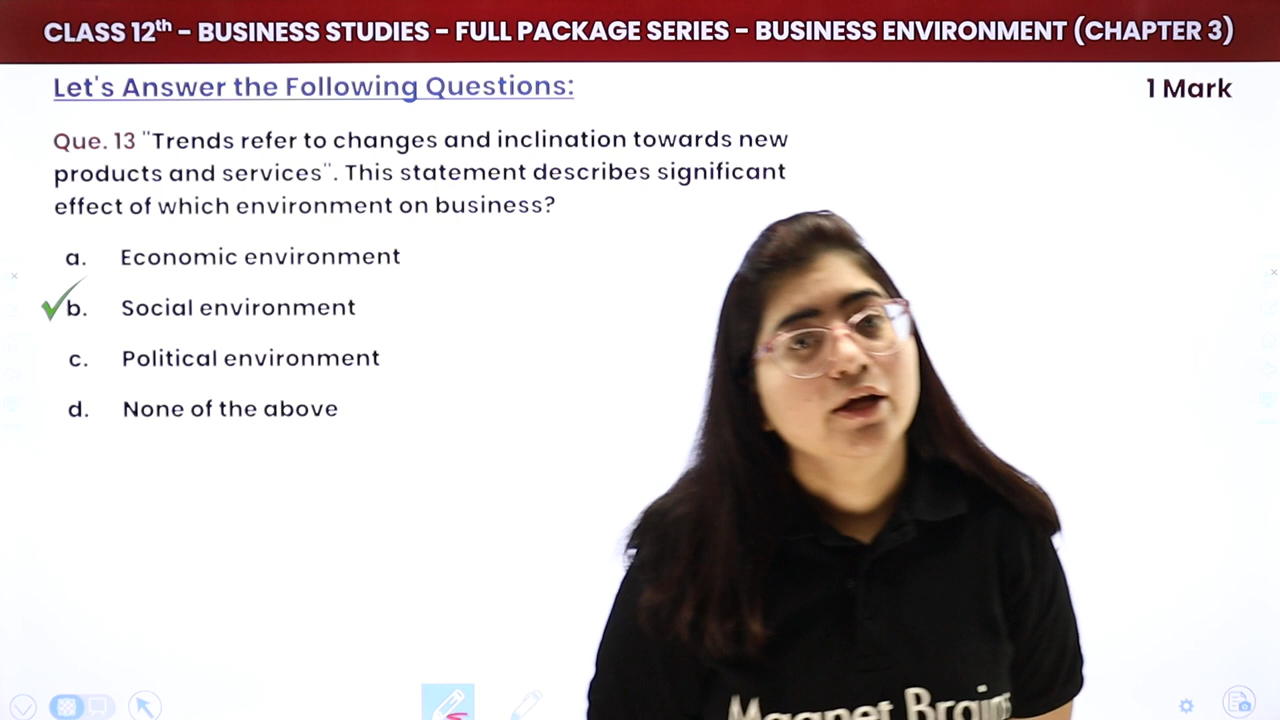 CLASS 12th – BUSINESS STUDIES – FULL PACKAGE SERIES – BUSINESS ENVIRONMENT (CHAPTER 3)
Let's Answer the Following Questions:
1 Mark
Que. 13 "Trends refer to changes and inclination towards new
products and services". This statement describes significant
effect of which environment on business?
a. Economic environment
b. Social environment
c. Political environment
d. None of the above
Magnet Brains